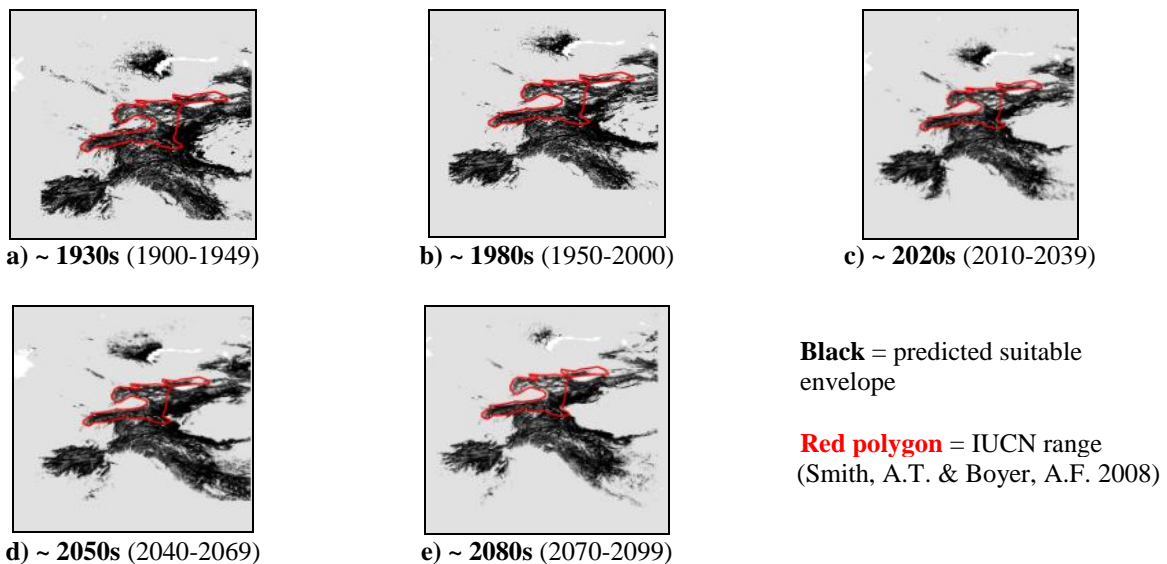 a) ~ 1930s (1900-1949)
b) ~ 1980s (1950-2000)
c) ~ 2020s (2010-2039)
Black = predicted suitable
envelope
Red polygon = IUCN range
(Smith, A.T. & Boyer, A.F. 2008)
d) ~ 2050s (2040-2069)
e) ~ 2080s (2070-2099)